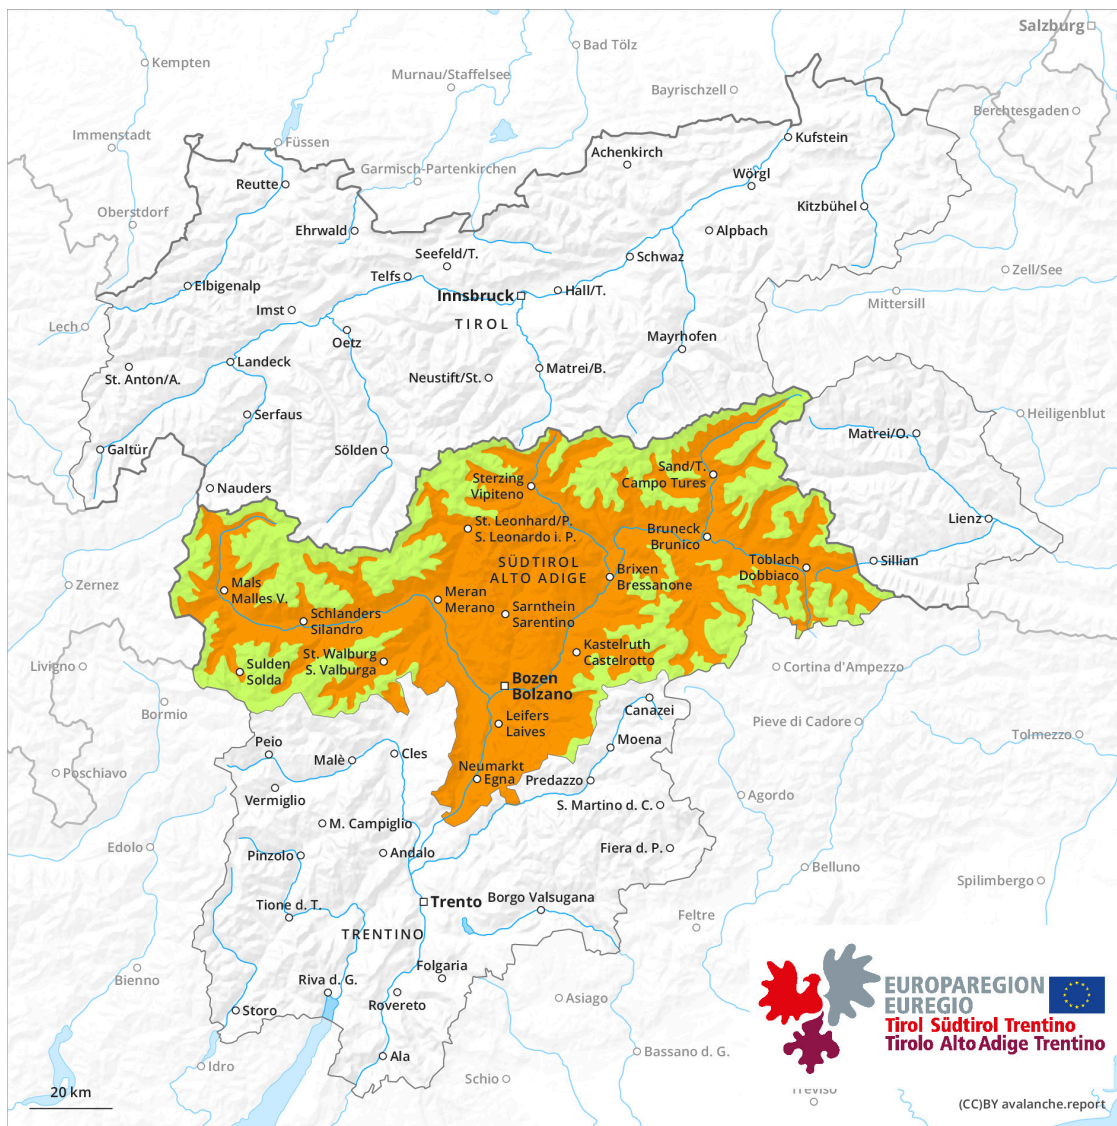 Salzburg
Bad Tölz
Kempten
Murnau/Staffelsee
Bayrischzell
Berchtesgaden
Immenstadt
Füssen
Kufstein
Achenkirch
Garmisch-Partenkirchen
Wörgl
Reutte
Oberstdorf
Kitzbühel
Ehrwald
Alpbach
Seefeld/T.
Schwaz
Zell/See
Telfs
Elbigenalp
Hall/T.
Innsbruck
Mittersill
Imst
TIROL
Lech
Oetz
Mayrhofen
Landeck
Matrei/B.
St. Anton/A.
Neustift/St.
Serfaus
Heiligenblut
Matrei/O.
Galtür
Sölden
Sand/T.
Campo Tures
Sterzing
Vipiteno
Nauders
St. Leonhard/P.
S. Leonardo i. P.
Bruneck
Brunico
Lienz
SÜDTIROL
ALTO ADIGE
Toblach
Dobbiaco
Sillian
Brixen
Bressanone
Zernez
Mals
Malles V.
Meran
Merano
Sarnthein
Sarentino
Schlanders
Silandro
Kastelruth
Castelrotto
St. Walburg
S. Valburga
Livigno
Sulden
Solda
Cortina d'Ampezzo
Bozen
Bolzano
Canazei
Bormio
Leifers
Laives
Pieve di Cadore
Tolmezzo
Peio
Moena
Cles
Malè
Neumarkt
Egna
Predazzo
Poschiavo
Vermiglio
S. Martino d. C.
Agordo
M. Campiglio
Edolo
Pinzolo
Andalo
Fiera d. P.
Belluno
Spilimbergo
Trento
Borgo Valsugana
Tione d. T.
Feltre
TRENTINO
Folgaria
Bienno
Riva d. G.
Rovereto
Asiago
Storo
EUROPAREGION
EUREGIO
Tirol Südtirol Trentino
Tirolo Alto Adige Trentino
Ala
Bassano d. G.
Idro
Schio
20 km
Treviso
(CC)BY avalanche.report